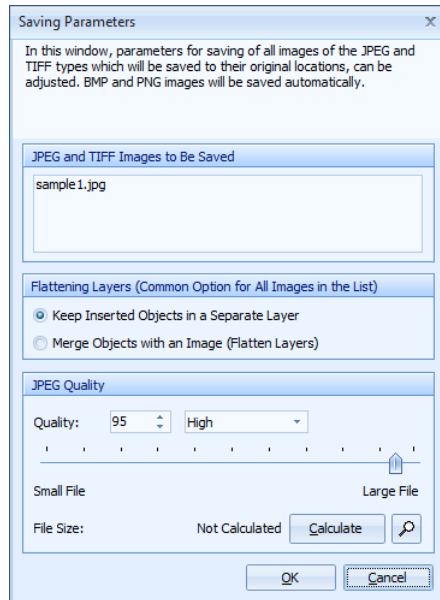 Saving Parameters
In this window, parameters for saving of all images of the JPEG and
TIFF types which will be saved to their original locations, can be
adjusted. BMP and PNG images will be saved automatically.
JPEG and TIFF Images to Be Saved
sample1.jpg
Flattening Layers (Common Option for All Images in the List)
Keep Inserted Objects in a Separate Layer
Merge Objects with an Image (Flatten Layers)
JPEG Quality
Quality: 95 High
Small File Large File
File Size: Not Calculated Calculate
OK Cancel